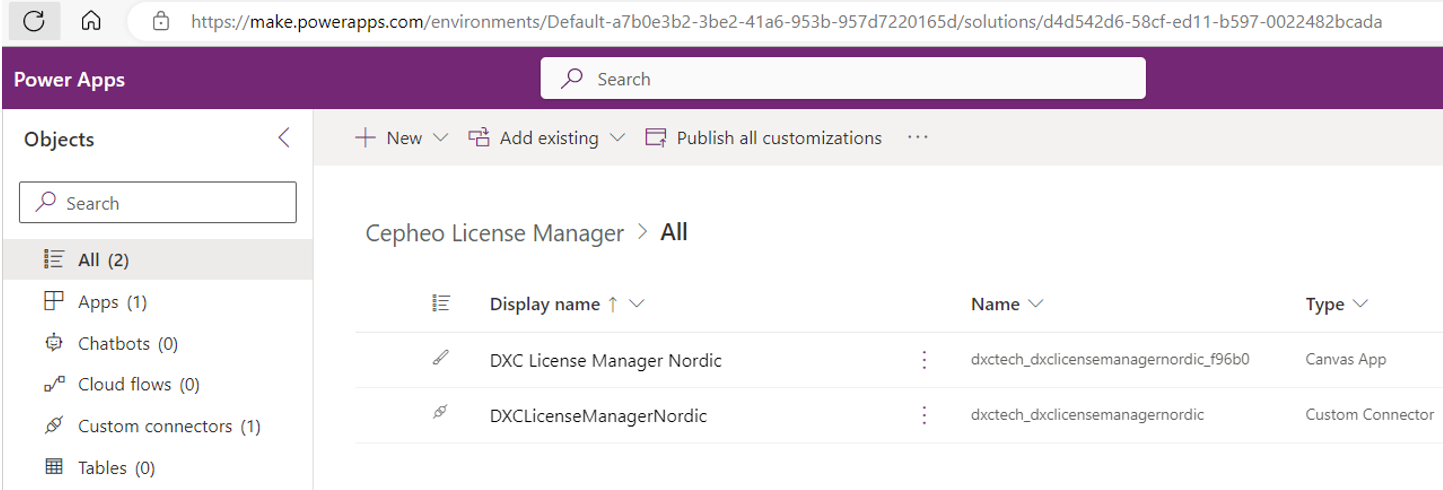 https://make.powerapps.com/environments/Default-a7b0e3b2-3be2-41a6-953b-957d7220165d/solutions/d4d542d6-58cf-ed11-b597-0022482bcada
Power Apps
Search
Objects
New
Add existing
Publish all customizations
Search
Cepheo License Manager > All
All (2)
Apps (1)
Chatbots (0)
Cloud flows (0)
Custom connectors (1)
Tables (0)
Display name ↑ Name Type
DXC License Manager Nordic dxctech_dxclicensemanagernordic_f96b0 Canvas App
DXCLicenseManagerNordic dxctech_dxclicensemanagernordic Custom Connector